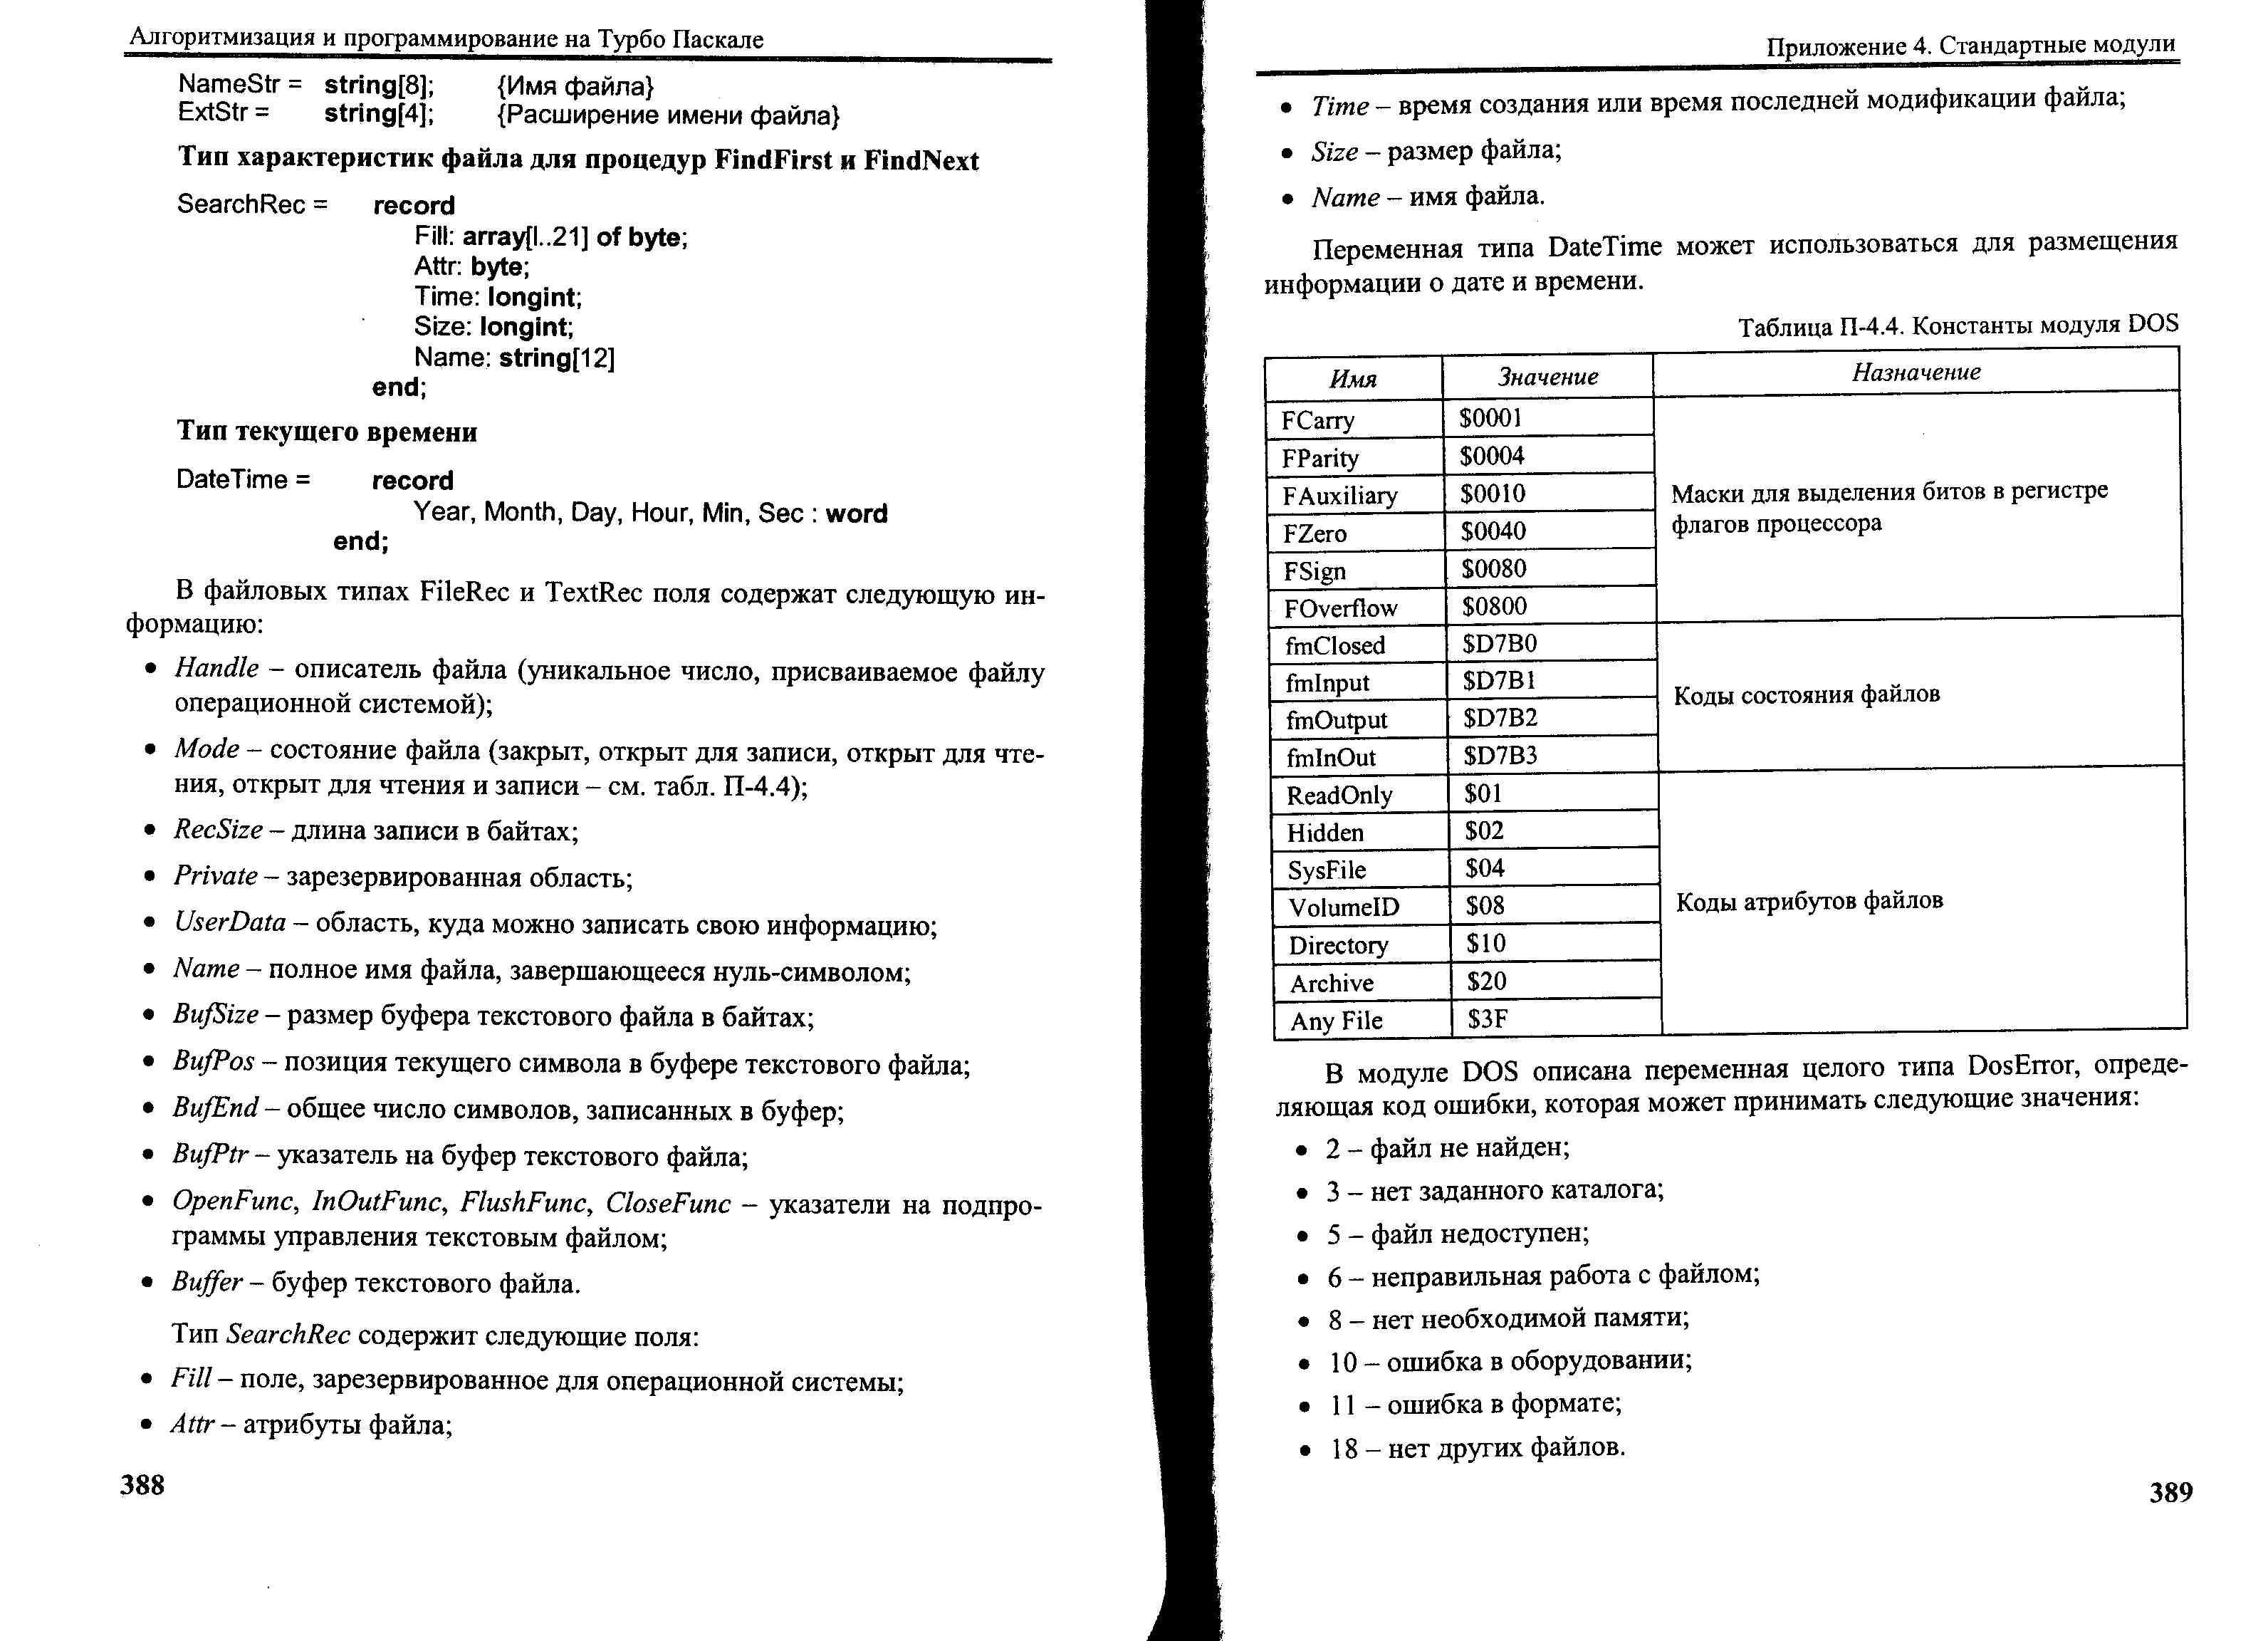 Алгоритмизация и программирование на Турбо Паскале
NameStr = string[8]; {Имя файла}
ExtStr = string[4]; {Расширение имени файла}
Тип характеристик файла для процедур FindFirst и FindNext
SearchRec = record
Fill: array[l..21] of byte;
Attr: byte;
Time: longint;
Size: longint;
Name: string[12]
end;
Тип текущего времени
DateTime = record
Year, Month, Day, Hour, Min, Sec : word
end;
В файловых типах FileRec и TextRec поля содержат следующую ин-
формацию:
• Handle – описатель файла (уникальное число, присваиваемое файлу
операционной системой);
• Mode – состояние файла (закрыт, открыт для записи, открыт для чте-
ния, открыт для чтения и записи – см. табл. П-4.4);
• RecSize – длина записи в байтах;
• Private – зарезервированная область;
• UserData – область, куда можно записать свою информацию;
• Name – полное имя файла, завершающееся нуль-символом;
• BufSize – размер буфера текстового файла в байтах;
• BufPos – позиция текущего символа в буфере текстового файла;
• BufEnd – общее число символов, записанных в буфер;
• BufPtr – указатель на буфер текстового файла;
• OpenFunc, InOutFunc, FlushFunc, CloseFunc – указатели на подпро-
граммы управления текстовым файлом;
• Buffer – буфер текстового файла.
Тип SearchRec содержит следующие поля:
• Fill – поле, зарезервированное для операционной системы;
• Attr – атрибуты файла;
388
Приложение 4. Стандартные модули
• Time – время создания или время последней модификации файла;
• Size – размер файла;
• Name – имя файла.
Переменная типа DateTime может использоваться для размещения
информации о дате и времени.
Таблица П-4.4. Константы модуля DOS
Имя Значение Назначение
FCarry $0001
FParity $0004
FAuxiliary $0010
Маски для выделения битов в регистре
флагов процессора
FZero $0040
FSign $0080
FOverflow $0800
fmClosed $D7B0
fmInput $D7B1
Коды состояния файлов
fmOutput $D7B2
fmInOut $D7B3
ReadOnly $01
Hidden $02
SysFile $04
VolumeID $08
Коды атрибутов файлов
Directory $10
Archive $20
Any File $3F
В модуле DOS описана переменная целого типа DosError, опреде-
ляющая код ошибки, которая может принимать следующие значения:
• 2 – файл не найден;
• 3 – нет заданного каталога;
• 5 – файл недоступен;
• 6 – неправильная работа с файлом;
• 8 – нет необходимой памяти;
• 10 – ошибка в оборудовании;
• 11 – ошибка в формате;
• 18 – нет других файлов.
389